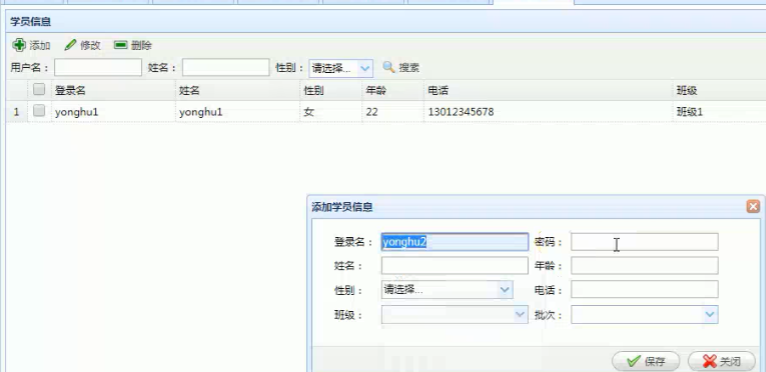 学员信息
添加 修改 删除
用户名： 姓名： 性别： 请选择... 搜索
登录名 姓名 性别 年龄 电话 班级
1 yonghu1 yonghu1 女 22 13012345678 班级1
添加学员信息
登录名： yonghu2 密码：
姓名： 年龄：
性别： 请选择... 电话：
班级： 批次：
保存 关闭